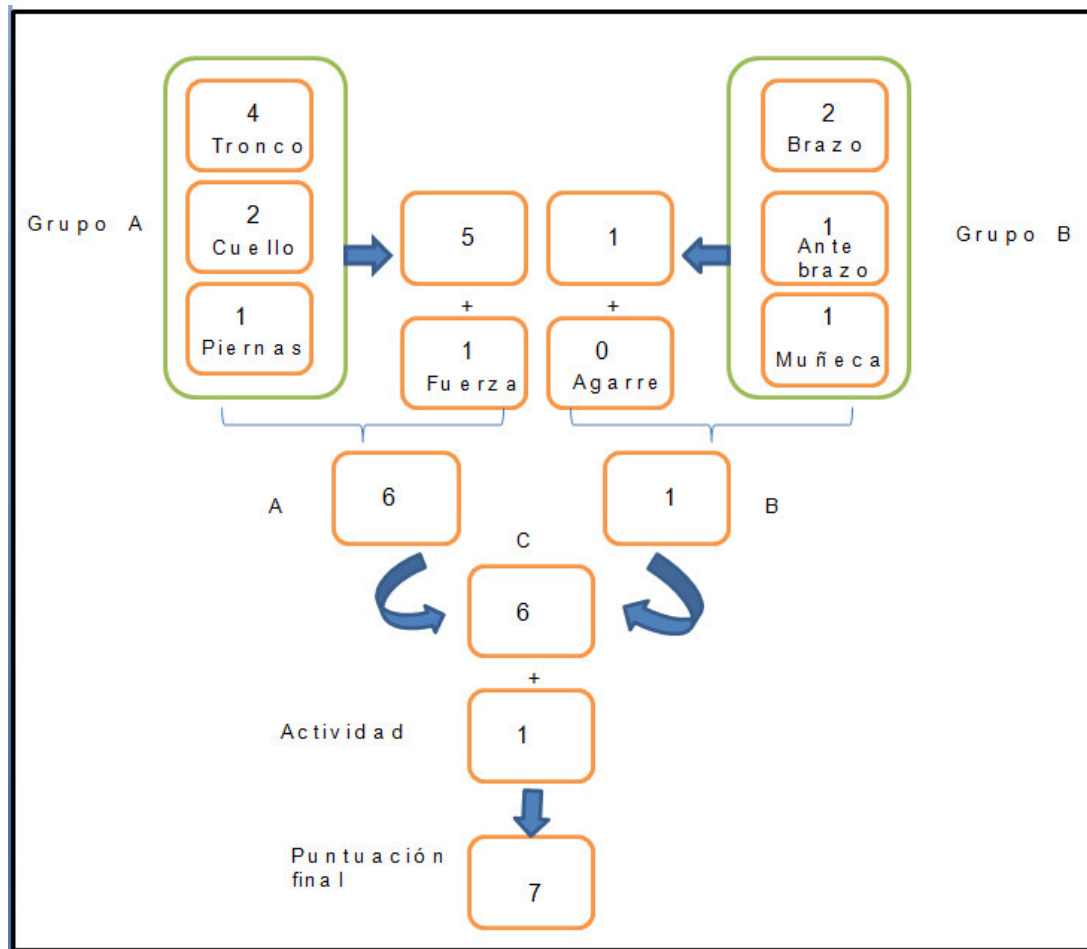 4
Tronco
2
Cuello
1
Piernas
Grupo A
5
+
1
Fuerza
1
+
0
Agarre
2
Brazo
1
Ante
brazo
1
Muñeca
Grupo B
A
6
1
B
C
6
+
Actividad
1
Puntuación
final
7